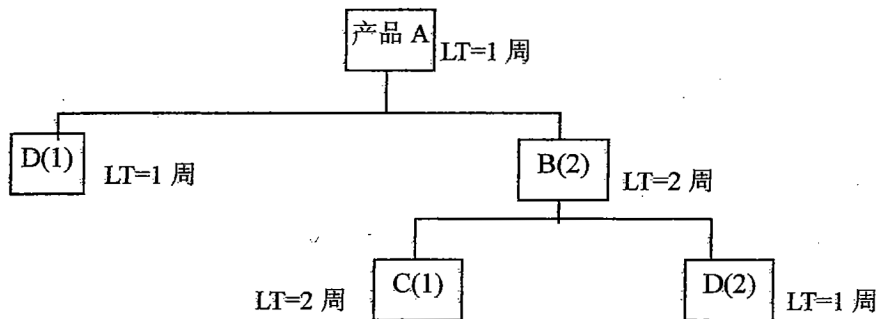 产品 A
LT=1 周
D(1)
LT=1 周
B(2)
LT=2 周
LT=2 周
C(1)
D(2)
LT=1 周